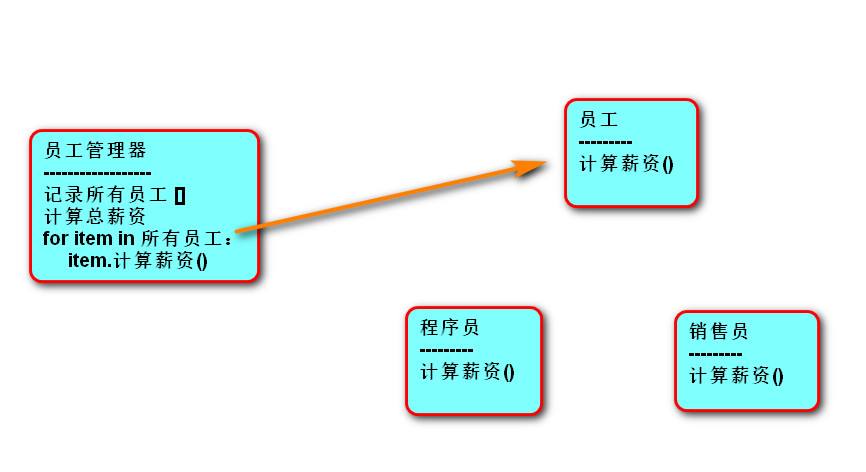 员工管理器
------------------
记录所有员工 []
计算总薪资
for item in 所有员工：
item.计算薪资()
员工
---------
计算薪资()
程序员
---------
计算薪资()
销售员
---------
计算薪资()